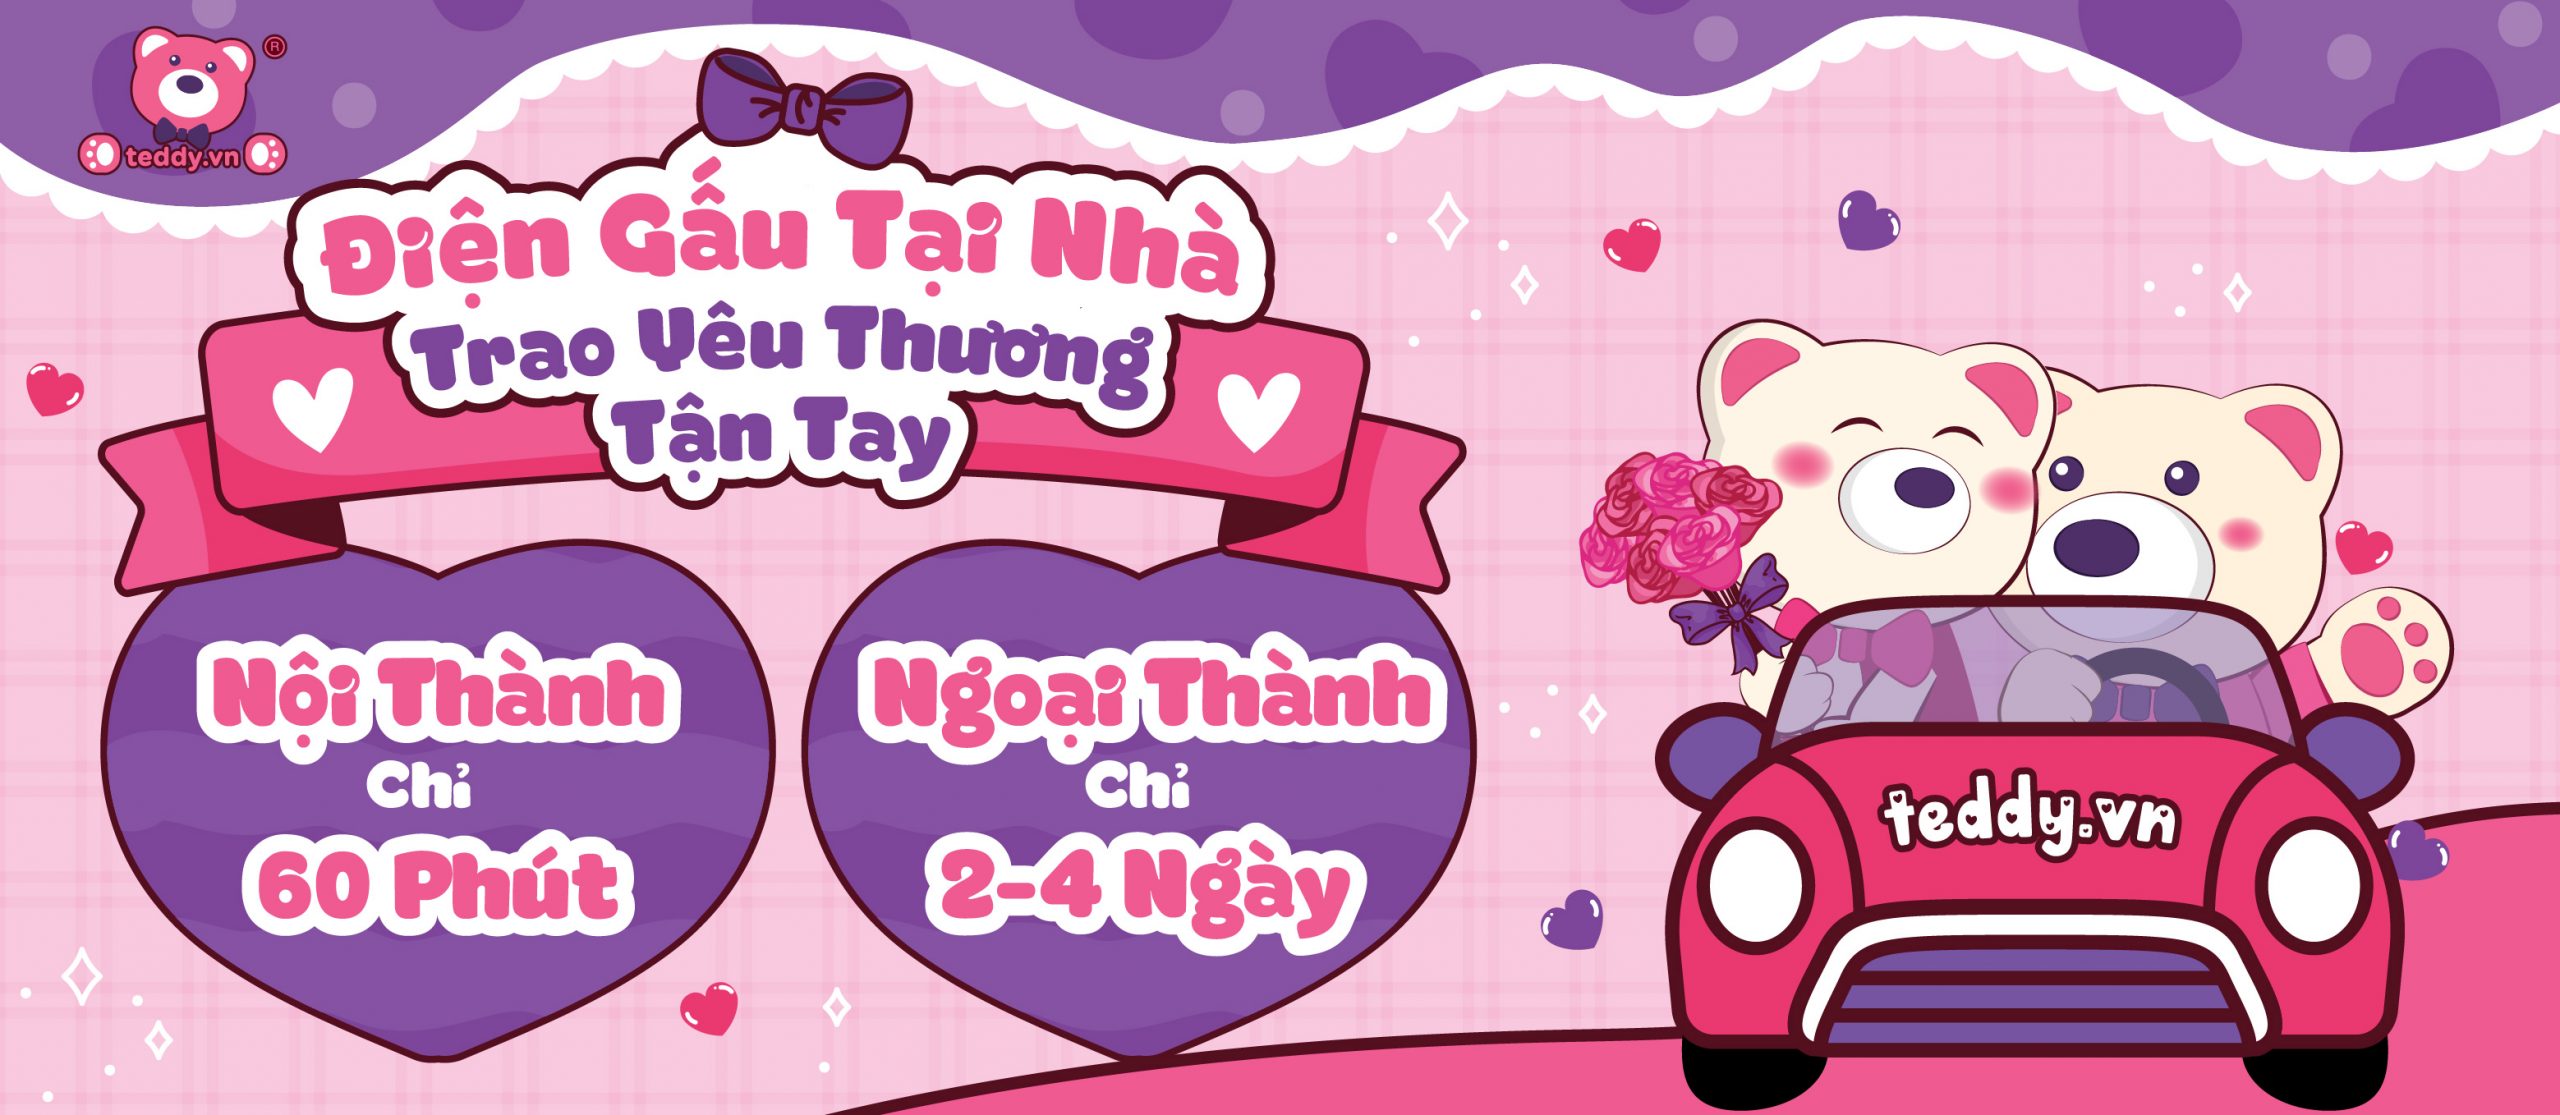 teddy.vn
®
Điện Gấu Tại Nhà
Trao Yêu Thương
Tận Tay
Nội Thành
Chỉ
60 Phút
Ngoại Thành
Chỉ
2-4 Ngày
teddy.vn